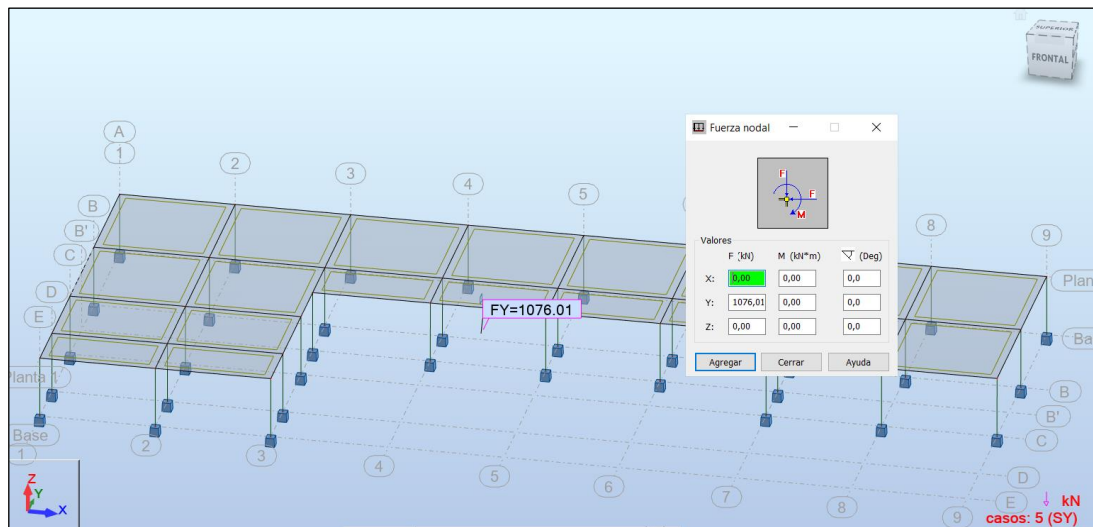 SUPERIOR
FRONTAL
A
1
2
3
4
5
8
9
B
B'
C
D
E
FY=1076.01
Fuerza nodal
F
F
M
Valores
F (kN) M (kN*m) (Deg)
X: 0,00 0,00 0,0
Y: 1076,01 0,00 0,0
Z: 0,00 0,00 0,0
Agregar Cerrar Ayuda
Plan
Ba
B
B'
C
D
E
Planta 1
Base
1
2
3
4
5
6
7
8
9
Z
Y
X
kN
casos: 5 (SY)